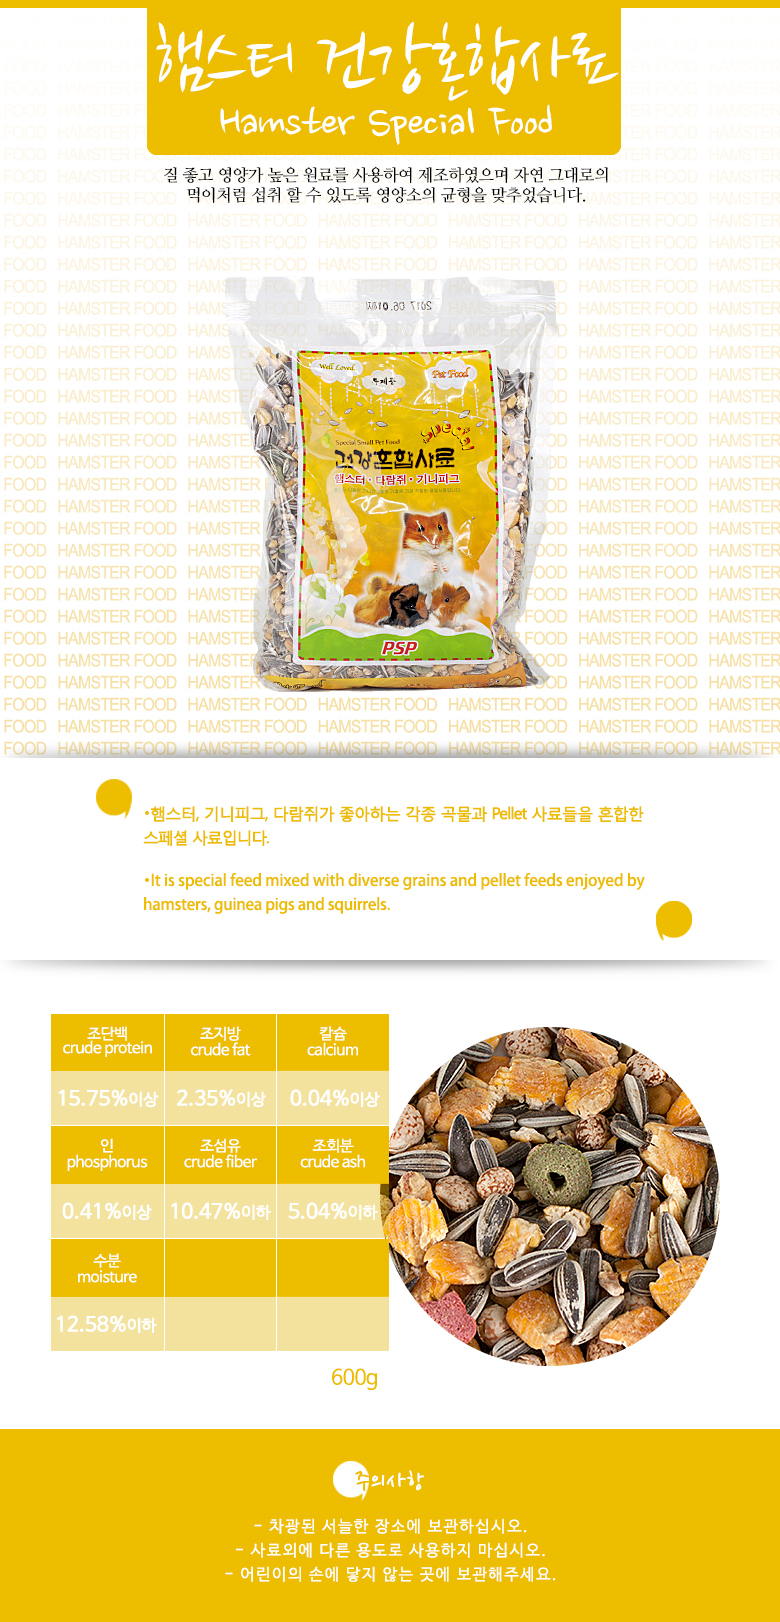 햄스터 건강혼합사료
Hamster Special Food
질 좋고 영양가 높은 원료를 사용하여 제조하였으며 자연 그대로의
먹이처럼 섭취 할 수 있도록 영양소의 균형을 맞추었습니다.
HAMSTER FOOD
2017. 06. 01까지
Well Loved.
무제중
Pet Food
Special
Special Small Pet Food
건강혼합사료
햄스터·다람쥐·기니피그
PSP
•햄스터, 기니피그, 다람쥐가 좋아하는 각종 곡물과 Pellet 사료들을 혼합한
스페셜 사료입니다.
•It is special feed mixed with diverse grains and pellet feeds enjoyed by
hamsters, guinea pigs and squirrels.
조단백 조지방 칼슘
crude protein crude fat calcium
15.75%이상 2.35%이상 0.04%이상
인 조섬유 조회분
phosphorus crude fiber crude ash
0.41%이상 10.47%이하 5.04%이하
수분
moisture
12.58%이하
600g
주의사항
- 차광된 서늘한 장소에 보관하십시오.
- 사료외에 다른 용도로 사용하지 마십시오.
- 어린이의 손에 닿지 않는 곳에 보관해주세요.